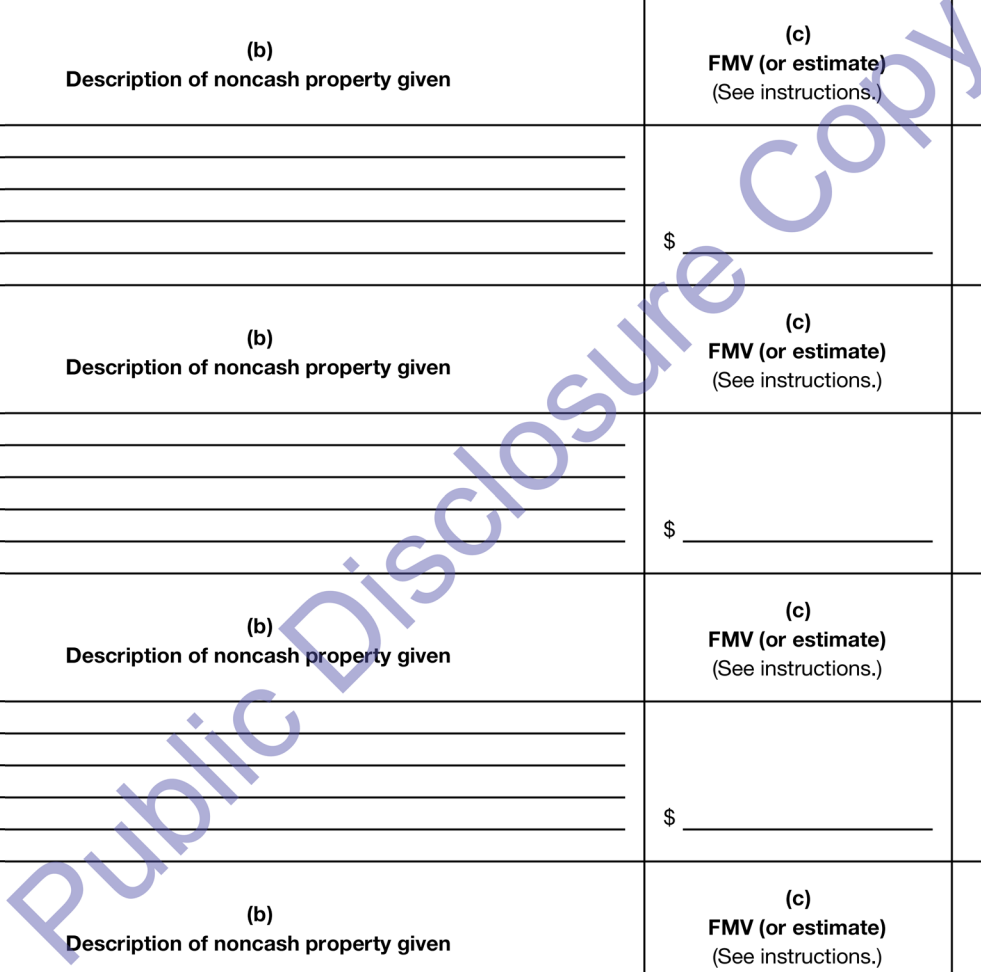 (b)
Description of noncash property given
(c)
FMV (or estimate)
(See instructions.)
$
(b)
Description of noncash property given
(c)
FMV (or estimate)
(See instructions.)
$
(b)
Description of noncash property given
(c)
FMV (or estimate)
(See instructions.)
$
(b)
Description of noncash property given
(c)
FMV (or estimate)
(See instructions.)
Public Disclosure Copy